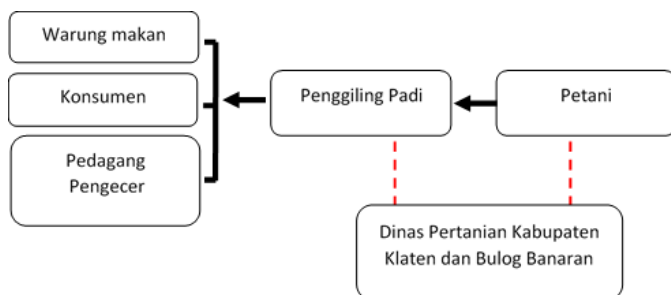 Warung makan
Konsumen
Pedagang
Pengecer
Penggiling Padi
Petani
Dinas Pertanian Kabupaten
Klaten dan Bulog Banaran